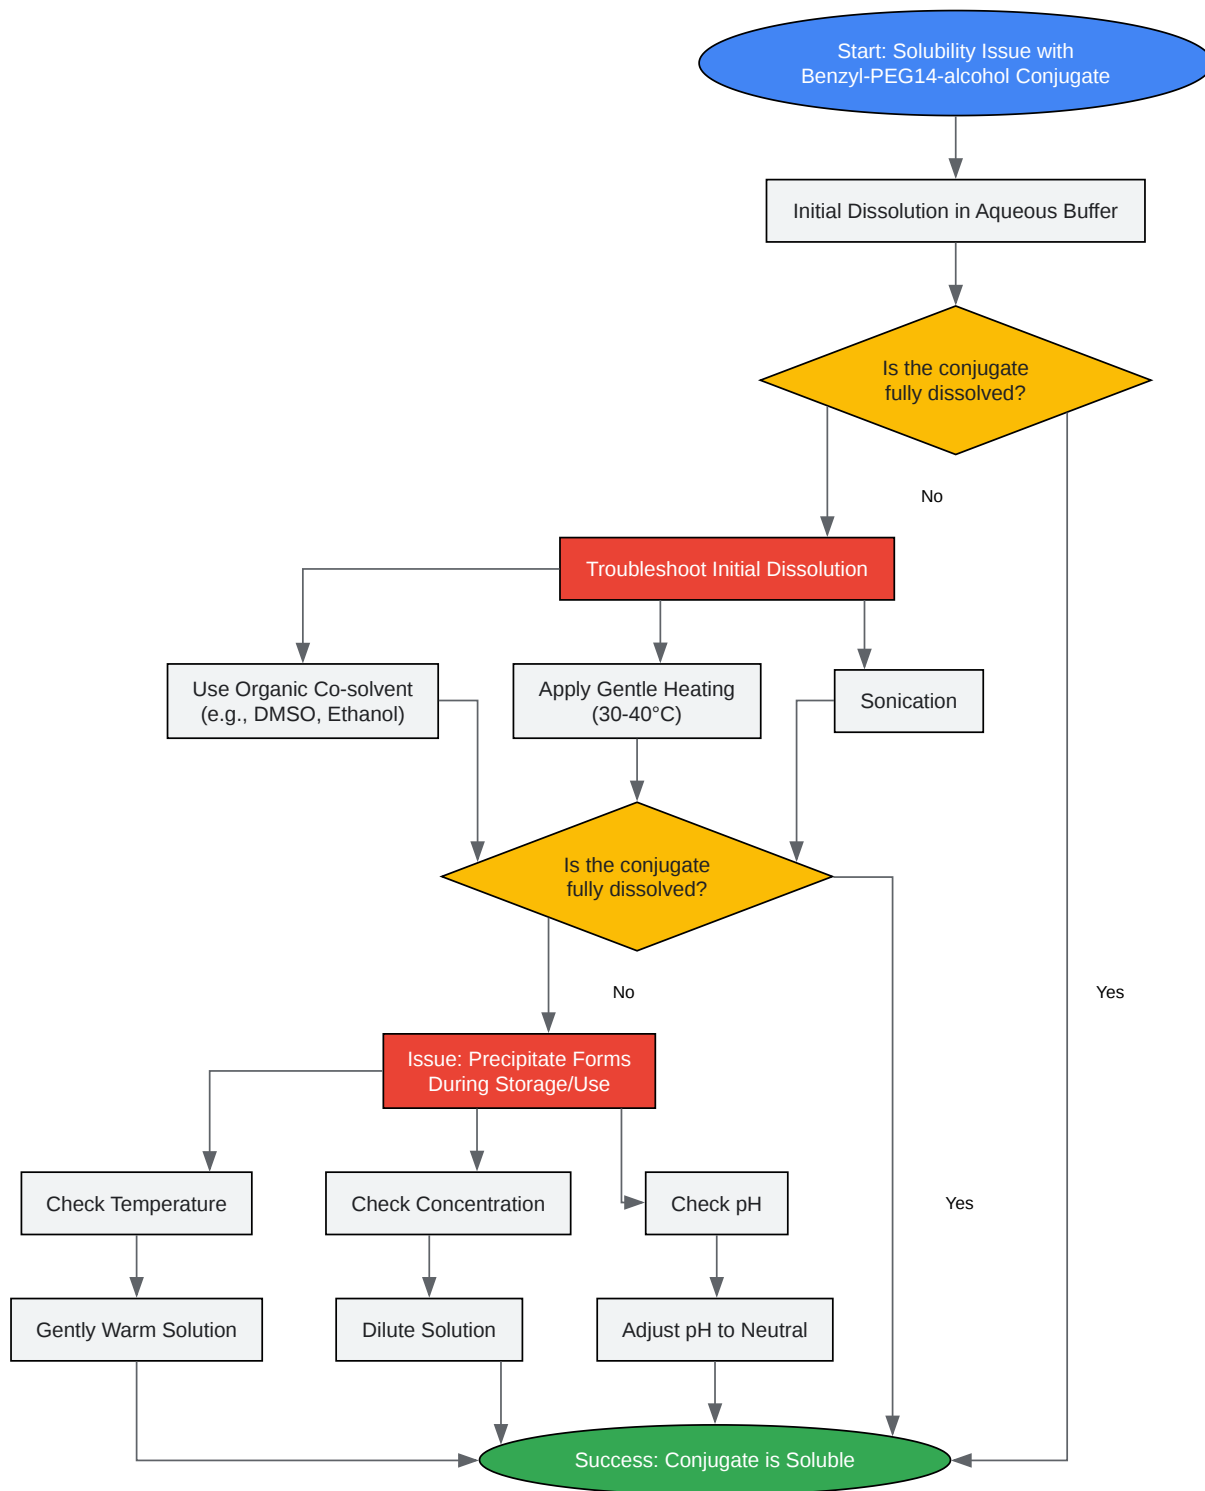 Start: Solubility Issue with
Benzyl-PEG14-alcohol Conjugate
Initial Dissolution in Aqueous Buffer
Is the conjugate
fully dissolved?
No
Troubleshoot Initial Dissolution
Use Organic Co-solvent
(e.g., DMSO, Ethanol)
Apply Gentle Heating
(30-40°C)
Sonication
Is the conjugate
fully dissolved?
No
Yes
Issue: Precipitate Forms
During Storage/Use
Check Temperature
Check Concentration
Check pH
Yes
Gently Warm Solution
Dilute Solution
Adjust pH to Neutral
Success: Conjugate is Soluble